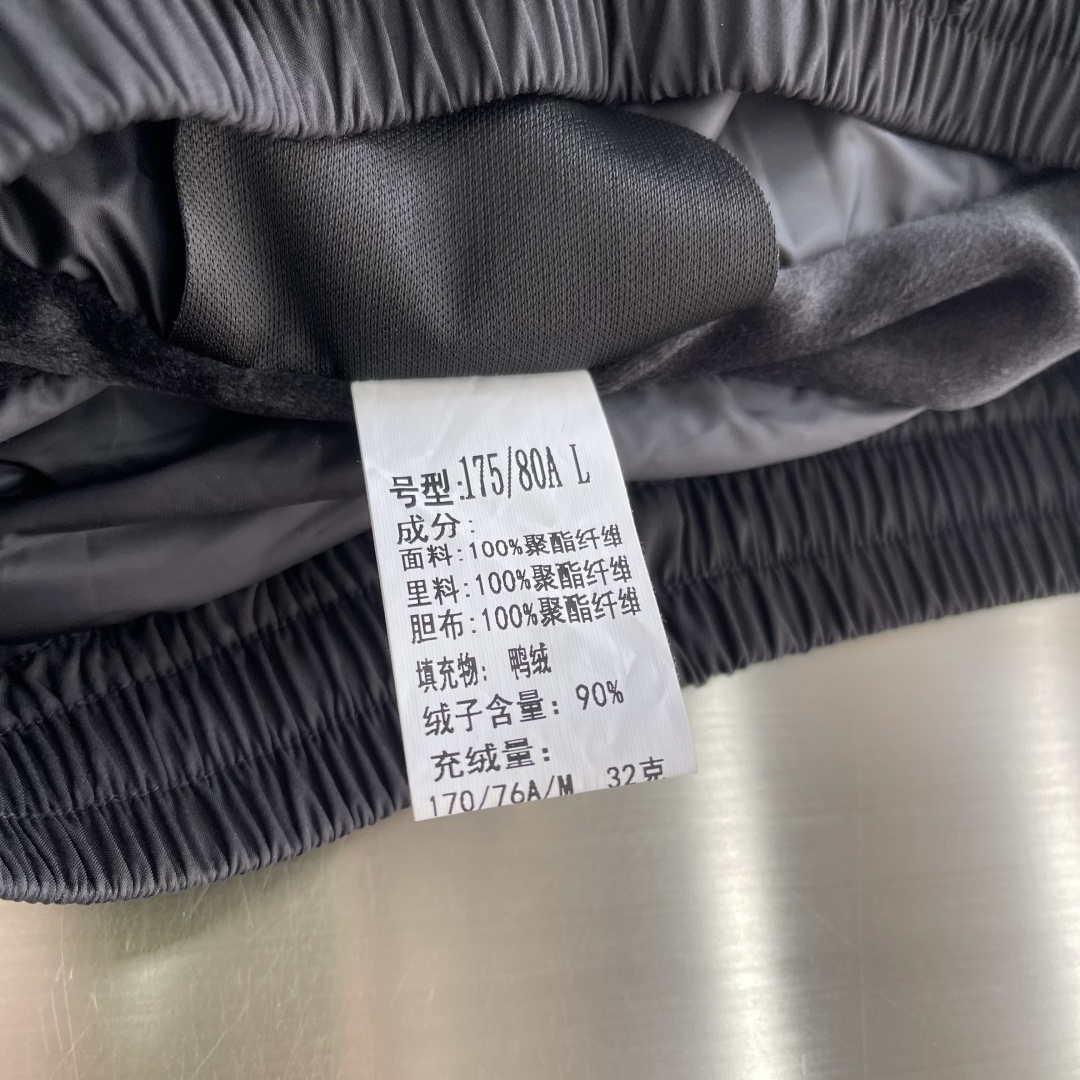 号型:175/80A L
成分:
面料:100%聚酯纤维
里料:100%聚酯纤维
胆布:100%聚酯纤维
填充物: 鸭绒
绒子含量: 90%
充绒量:
170/76A/M 32克